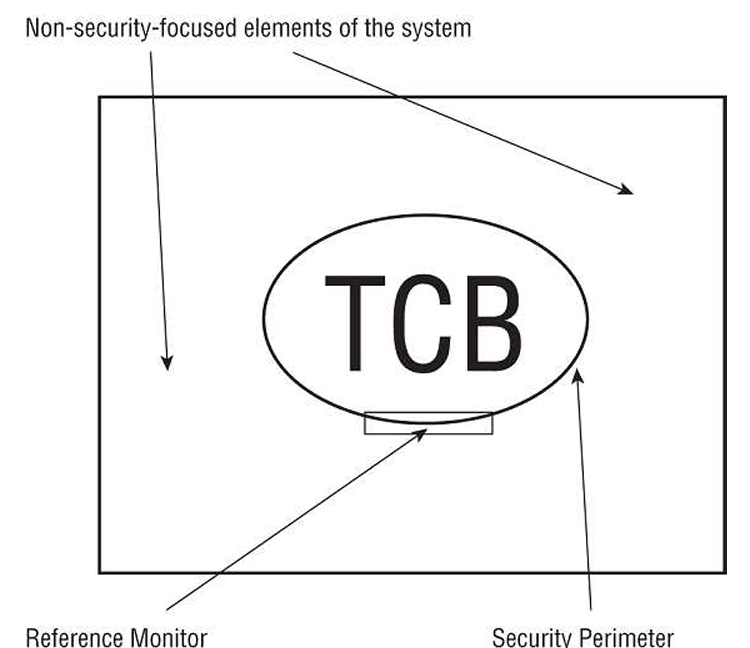 Non-security-focused elements of the system
TCB
Reference Monitor
Security Perimeter